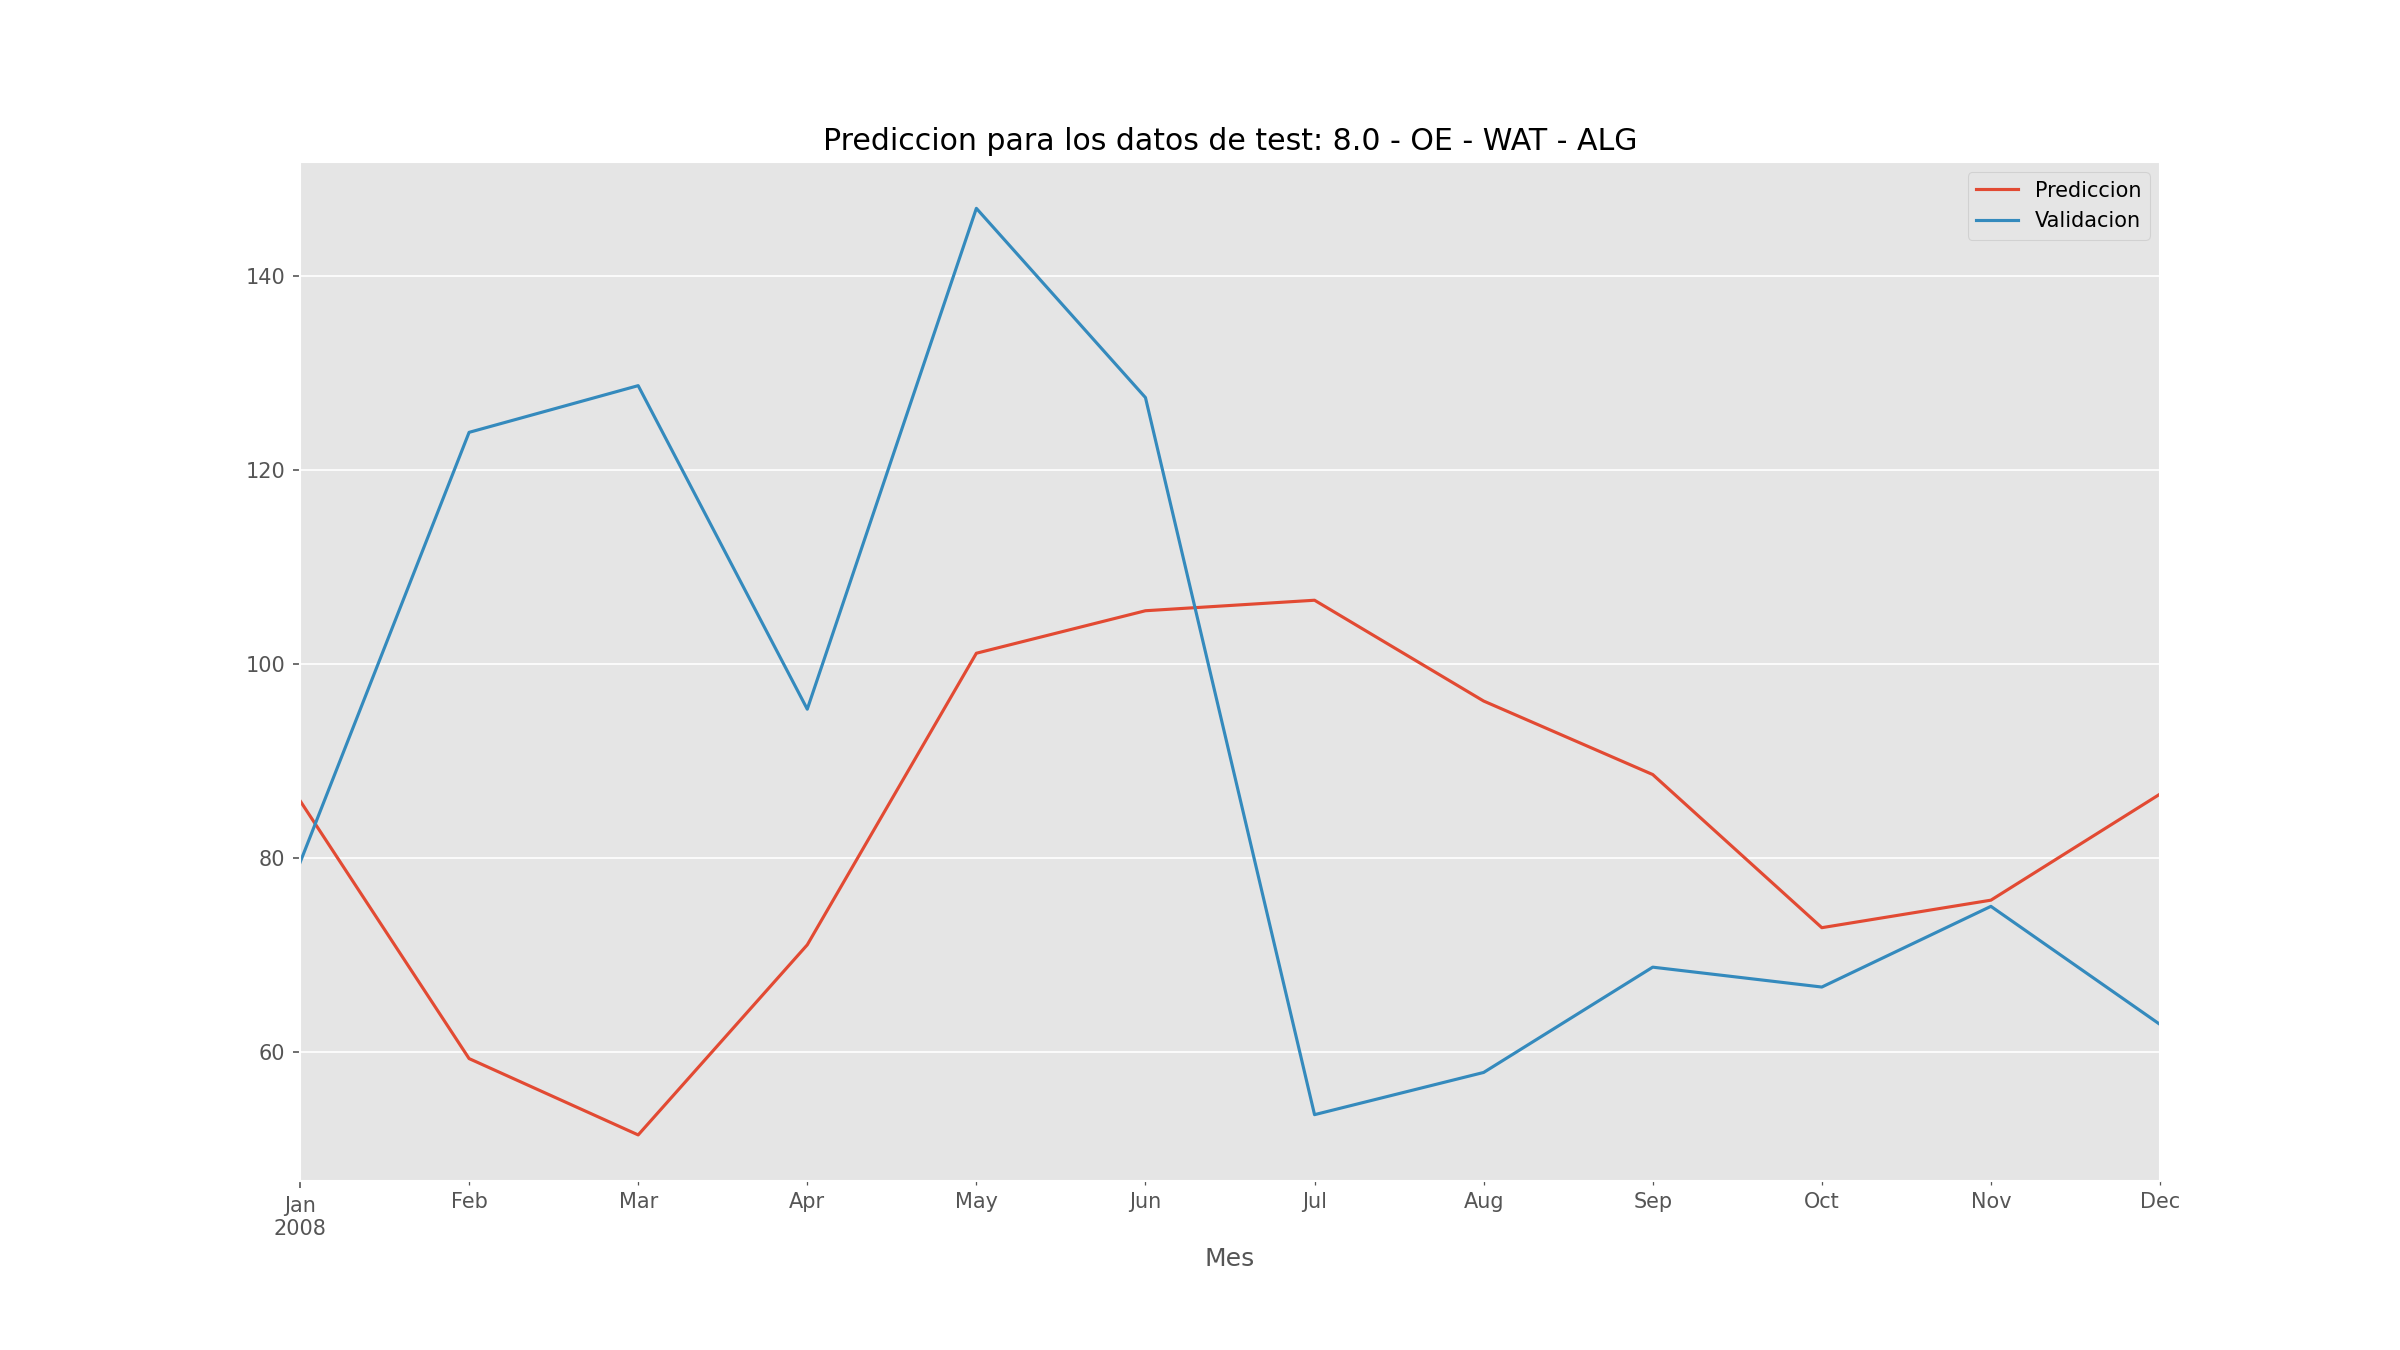 Prediccion para los datos de test: 8.0 - OE - WAT - ALG
Prediccion
Validacion
140
120
100
80
60
Jan Feb Mar Apr May Jun Jul Aug Sep Oct Nov Dec
2008
Mes